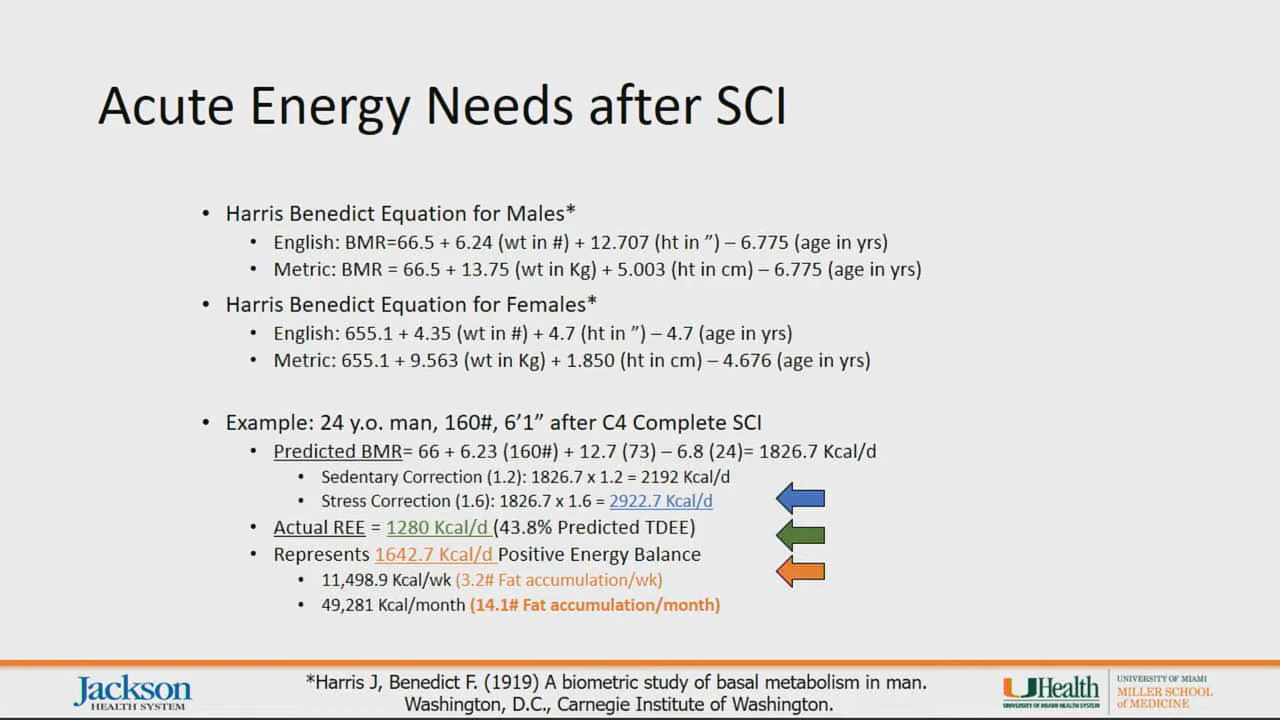 Acute Energy Needs after SCI
• Harris Benedict Equation for Males*
• English: BMR=66.5 + 6.24 (wt in #) + 12.707 (ht in ”) – 6.775 (age in yrs)
• Metric: BMR = 66.5 + 13.75 (wt in Kg) + 5.003 (ht in cm) – 6.775 (age in yrs)
• Harris Benedict Equation for Females*
• English: 655.1 + 4.35 (wt in #) + 4.7 (ht in ”) – 4.7 (age in yrs)
• Metric: 655.1 + 9.563 (wt in Kg) + 1.850 (ht in cm) – 4.676 (age in yrs)
• Example: 24 y.o. man, 160#, 6’1” after C4 Complete SCI
• Predicted BMR= 66 + 6.23 (160#) + 12.7 (73) – 6.8 (24)= 1826.7 Kcal/d
• Sedentary Correction (1.2): 1826.7 x 1.2 = 2192 Kcal/d
• Stress Correction (1.6): 1826.7 x 1.6 = 2922.7 Kcal/d
• Actual REE = 1280 Kcal/d (43.8% Predicted TDEE)
• Represents 1642.7 Kcal/d Positive Energy Balance
• 11,498.9 Kcal/wk (3.2# Fat accumulation/wk)
• 49,281 Kcal/month (14.1# Fat accumulation/month)
Jackson
HEALTH SYSTEM
*Harris J, Benedict F. (1919) A biometric study of basal metabolism in man.
Washington, D.C., Carnegie Institute of Washington.
UHealth
UNIVERSITY OF MIAMI HEALTH SYSTEM
UNIVERSITY OF MIAMI
MILLER SCHOOL
of MEDICINE